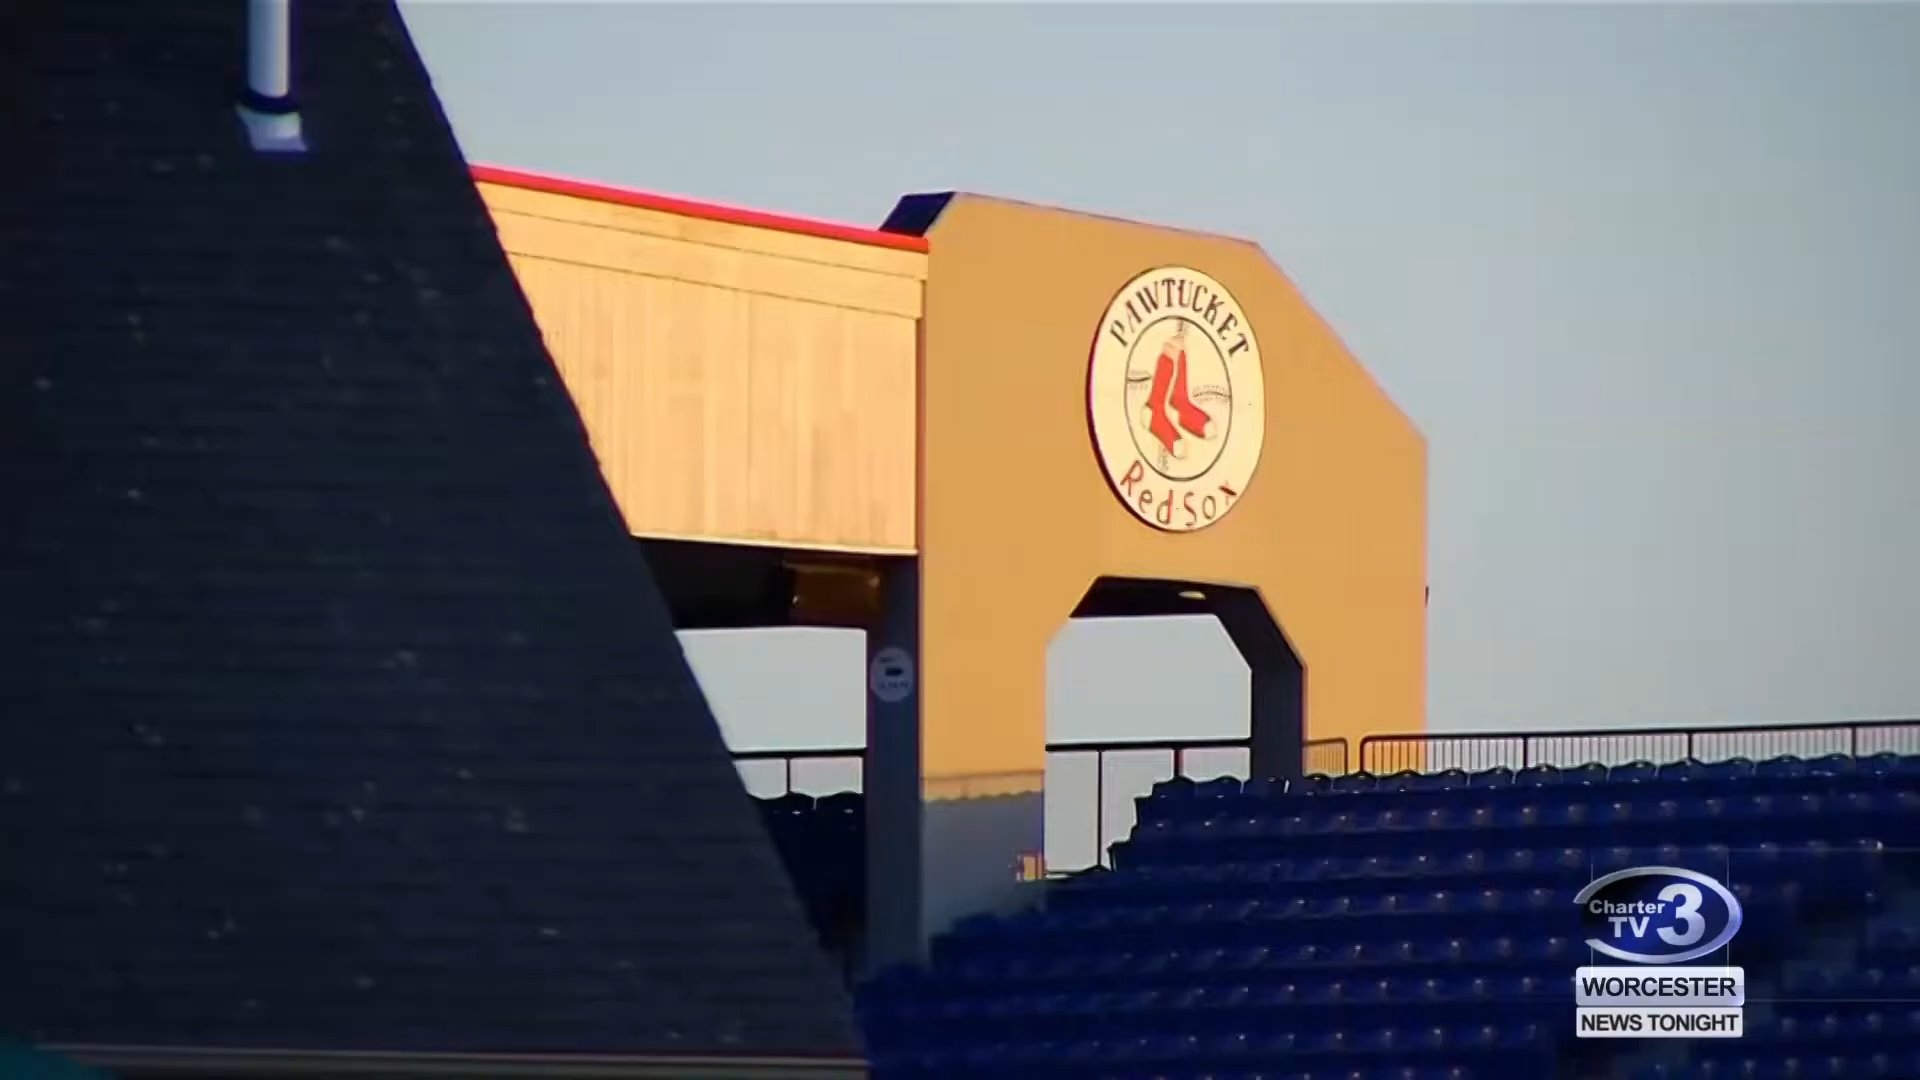 PAWTUCKET
Red Sox
Charter
TV 3
WORCESTER
NEWS TONIGHT